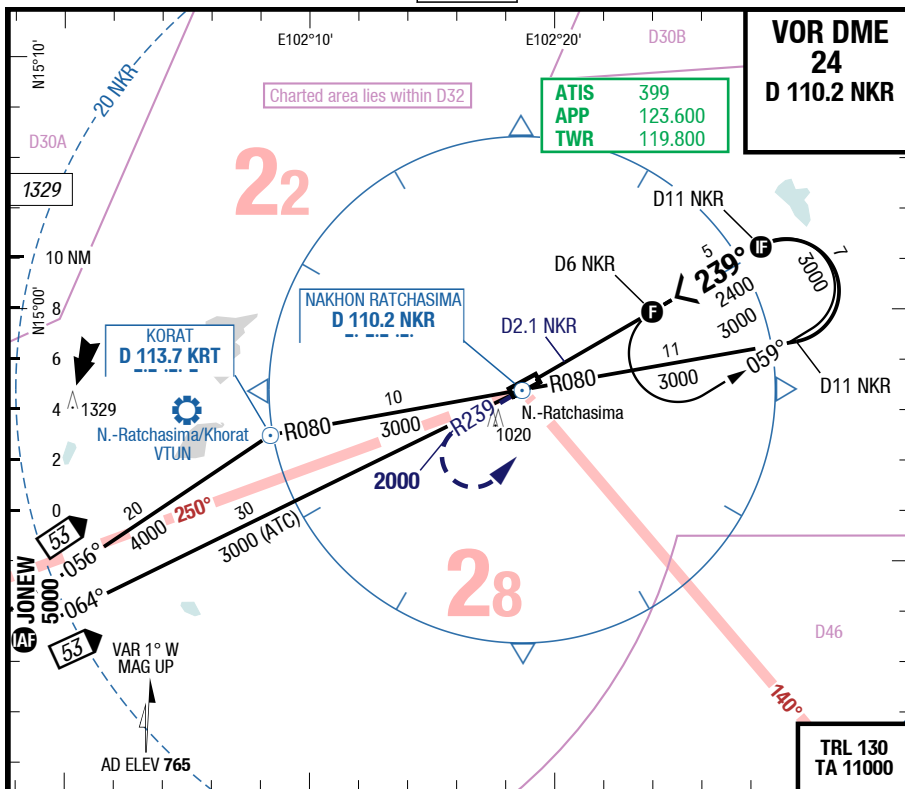 VOR DME
24
D 110.2 NKR
E102°10'
E102°20'
D30B
N15°10'
20 NKR
Charted area lies within D32
ATIS 399
APP 123.600
TWR 119.800
D30A
1329
22
D11 NKR
10 NM
D6 NKR
5
7
239°
3000
2400
3000
NAKHON RATCHASIMA
D 110.2 NKR
N15°00'
8
KORAT
D 113.7 KRT
D2.1 NKR
6
11
059°
R080
3000
D11 NKR
10
4
1329
R239
N.-Ratchasima
R080
3000
N.-Ratchasima/Khorat
VTUN
1020
2
2000
20
250°
30
0
4000
3000 (ATC)
53
056°
JONEW
5000
064°
28
IAF
IF
F
53
VAR 1° W
MAG UP
D46
140°
AD ELEV 765
TRL 130
TA 11000